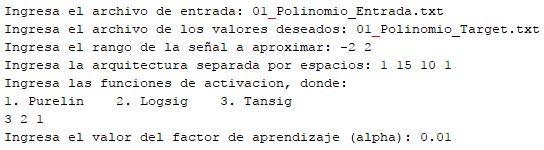 Ingresa el archivo de entrada: 01_Polinomio_Entrada.txt
Ingresa el archivo de los valores deseados: 01_Polinomio_Target.txt
Ingresa el rango de la señal a aproximar: -2 2
Ingresa la arquitectura separada por espacios: 1 15 10 1
Ingresa las funciones de activacion, donde:
1. Purelin    2. Logsig    3. Tansig
3 2 1
Ingresa el valor del factor de aprendizaje (alpha): 0.01